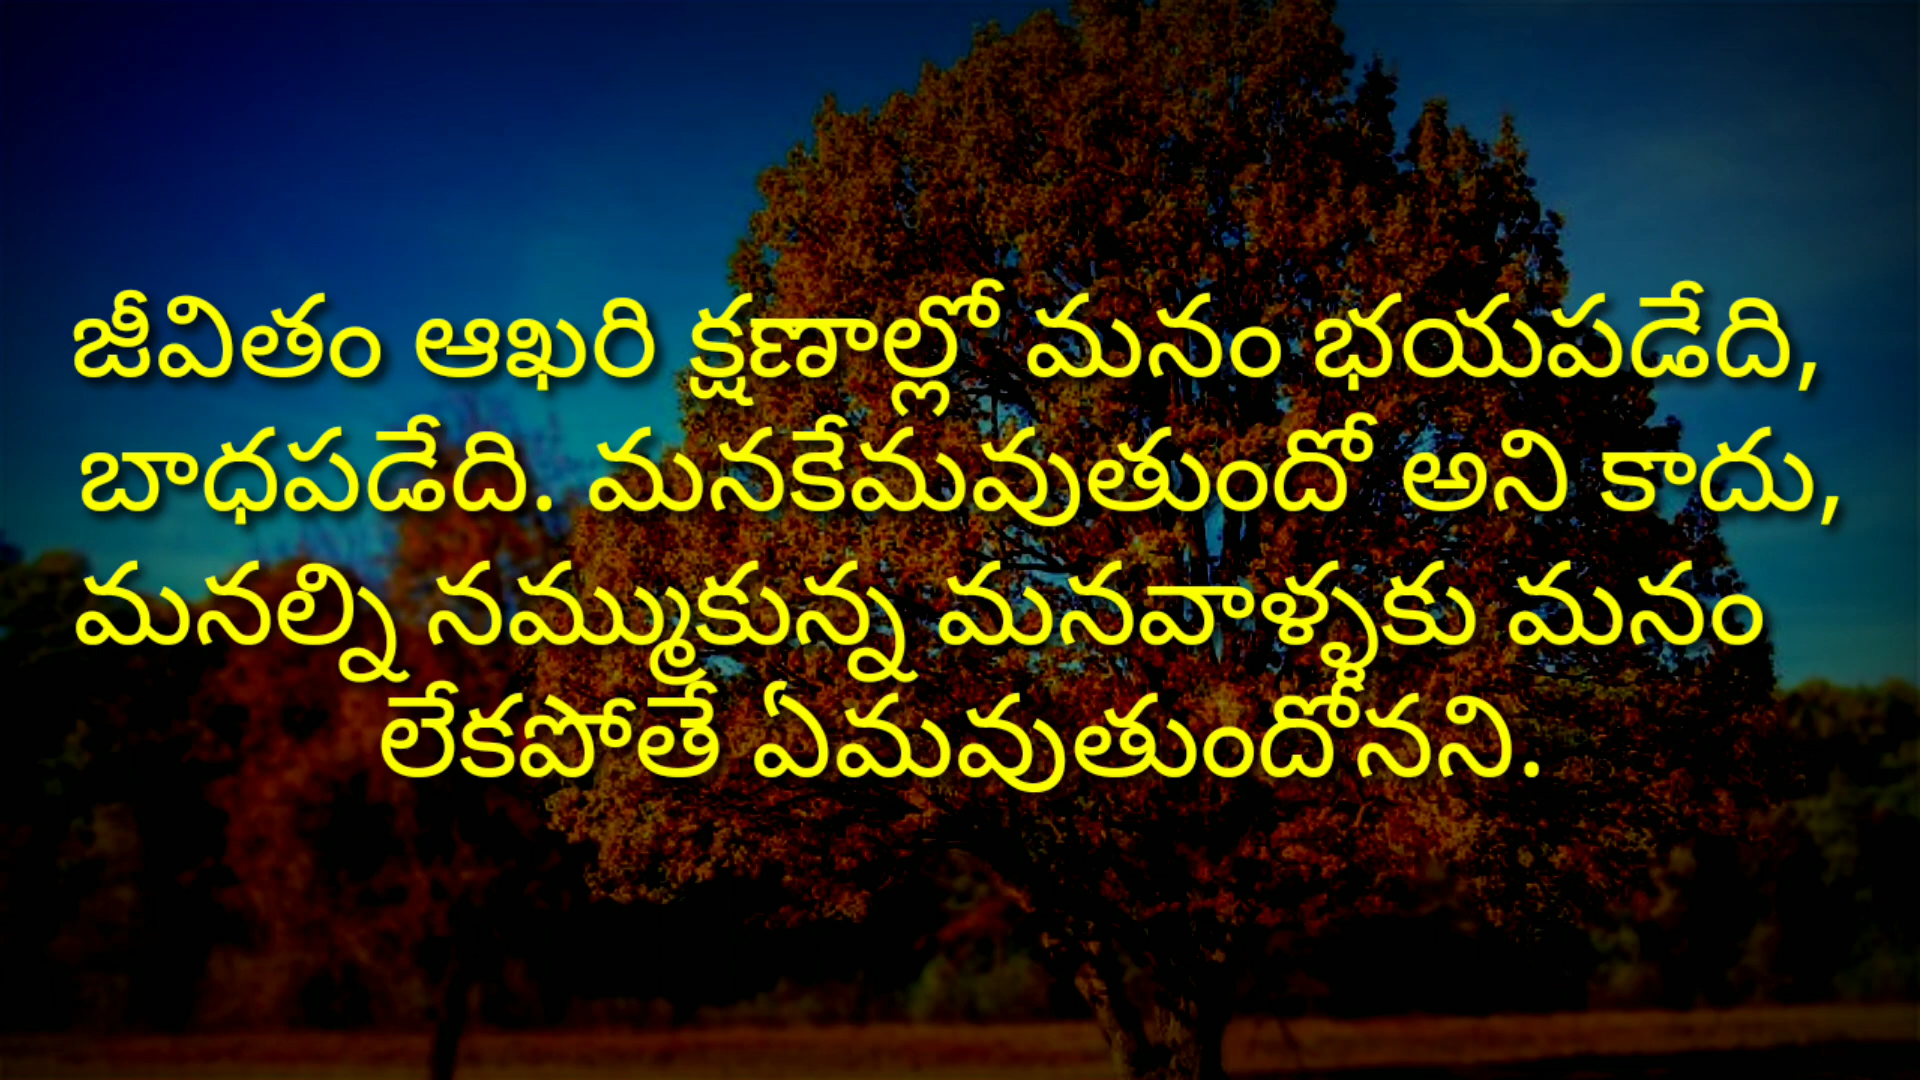 జీవితం ఆఖరి క్షణాల్లో మనం భయపడేది,
బాధపడేది. మనకేమవుతుందో అని కాదు,
మనల్ని నమ్ముకున్న మనవాళ్ళకు మనం
లేకపోతే ఏమవుతుందోనని.